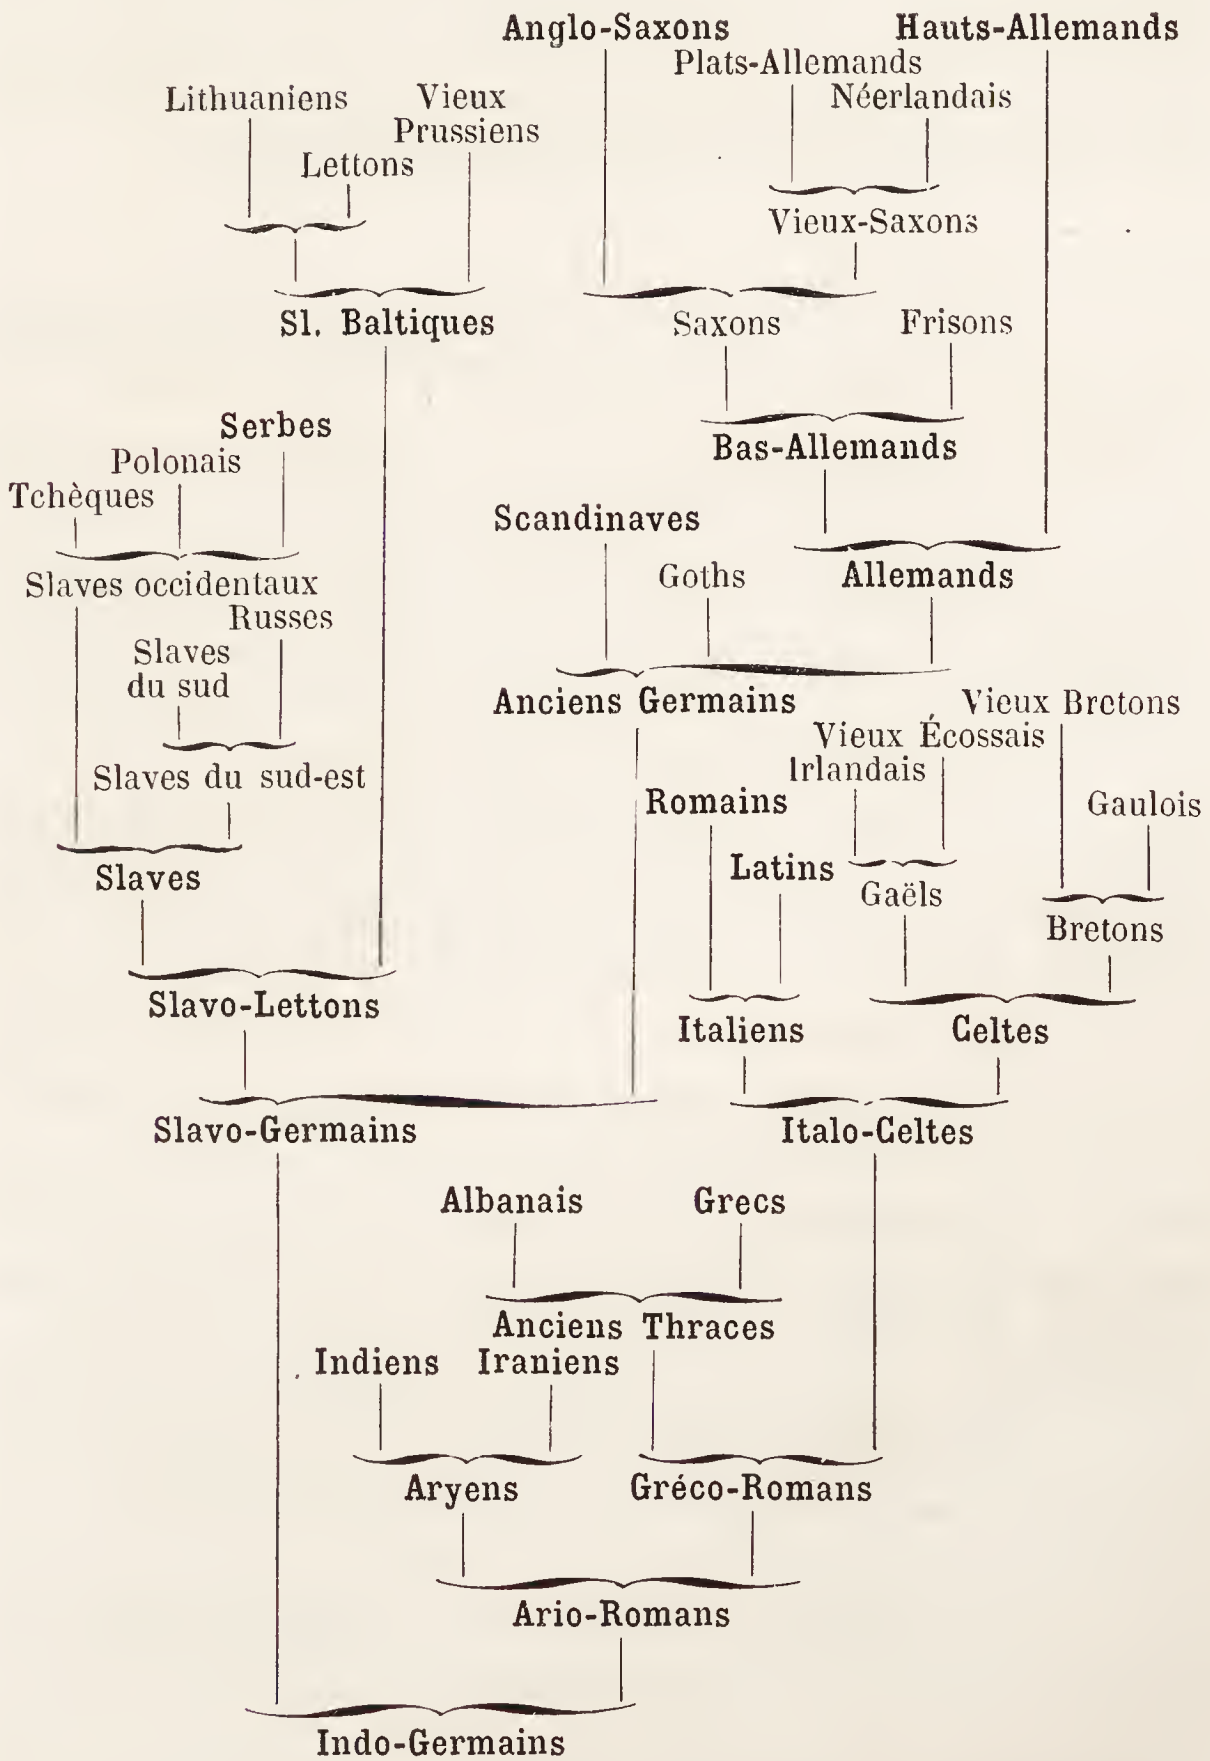 Anglo-Saxons
Hauts-Allemands
Plats-Allemands
Néerlandais
Lithuaniens
Vieux
Prussiens
Lettons
Vieux-Saxons
Sl. Baltiques
Saxons
Frisons
Serbes
Polonais
Tchèques
Bas-Allemands
Scandinaves
Slaves occidentaux
Goths
Allemands
Russes
Slaves
du sud
Anciens Germains
Vieux Bretons
Vieux Écossais
Irlandais
Slaves du sud-est
Romains
Gaulois
Slaves
Latins
Gaëls
Bretons
Slavo-Lettons
Italiens
Celtes
Slavo-Germains
Italo-Celtes
Albanais
Grecs
Anciens Thraces
Indiens
Iraniens
Aryens
Gréco-Romans
Ario-Romans
Indo-Germains